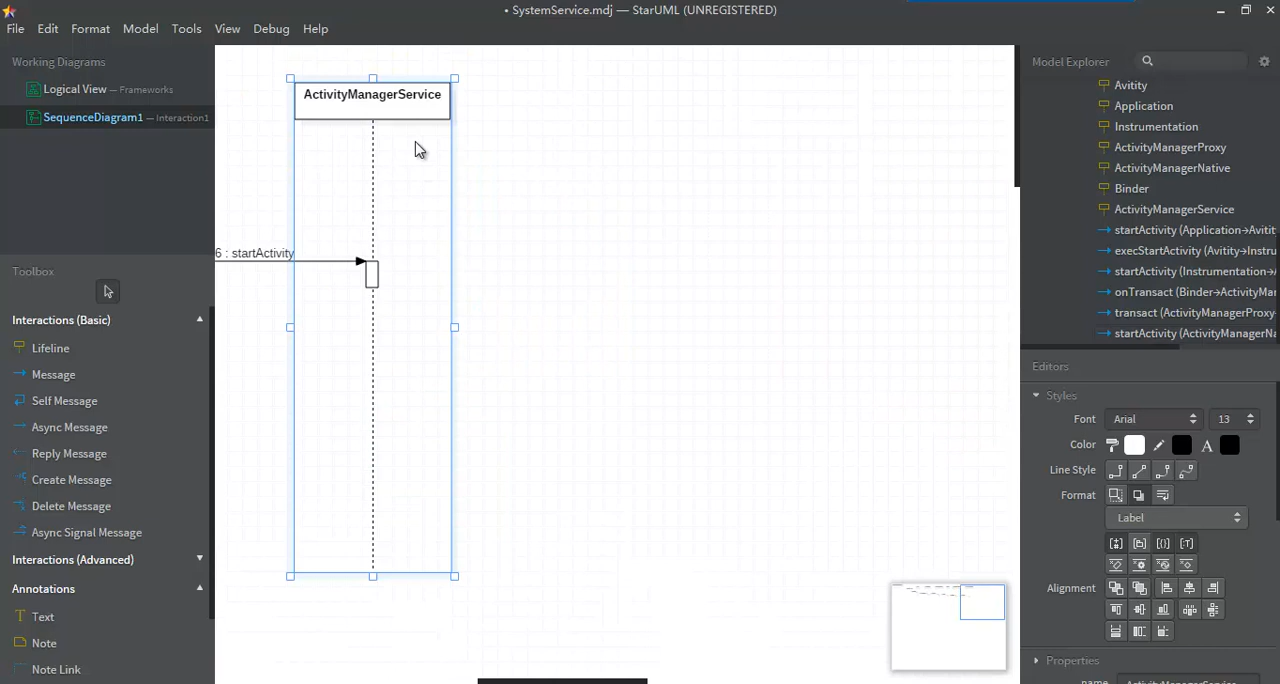 • SystemService.mdj — StarUML (UNREGISTERED)
File Edit Format Model Tools View Debug Help
Working Diagrams
Logical View — Frameworks
SequenceDiagram1 — Interaction1
Toolbox
Interactions (Basic)
Lifeline
Message
Self Message
Async Message
Reply Message
Create Message
Delete Message
Async Signal Message
Interactions (Advanced)
Annotations
Text
Note
Note Link
ActivityManagerService
6 : startActivity
Model Explorer
Avitity
Application
Instrumentation
ActivityManagerProxy
ActivityManagerNative
Binder
ActivityManagerService
startActivity (Application→Avitit
execStartActivity (Avitity→Instru
startActivity (Instrumentation→A
onTransact (Binder→ActivityMa
transact (ActivityManagerProxy
startActivity (ActivityManagerNa
Editors
Styles
Font Arial 13
Color A
Line Style
Format
Label
Alignment
Properties
name ActivityManagerService